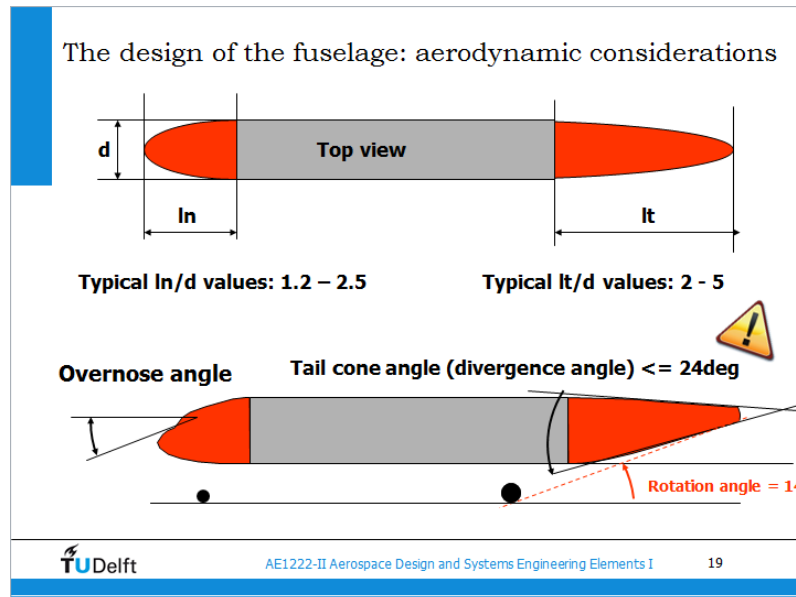 The design of the fuselage: aerodynamic considerations
d
Top view
ln
lt
Typical ln/d values: 1.2 – 2.5
Typical lt/d values: 2 - 5
Overnose angle
Tail cone angle (divergence angle) <= 24deg
Rotation angle = 14
TUDelft
AE1222-II Aerospace Design and Systems Engineering Elements I
19